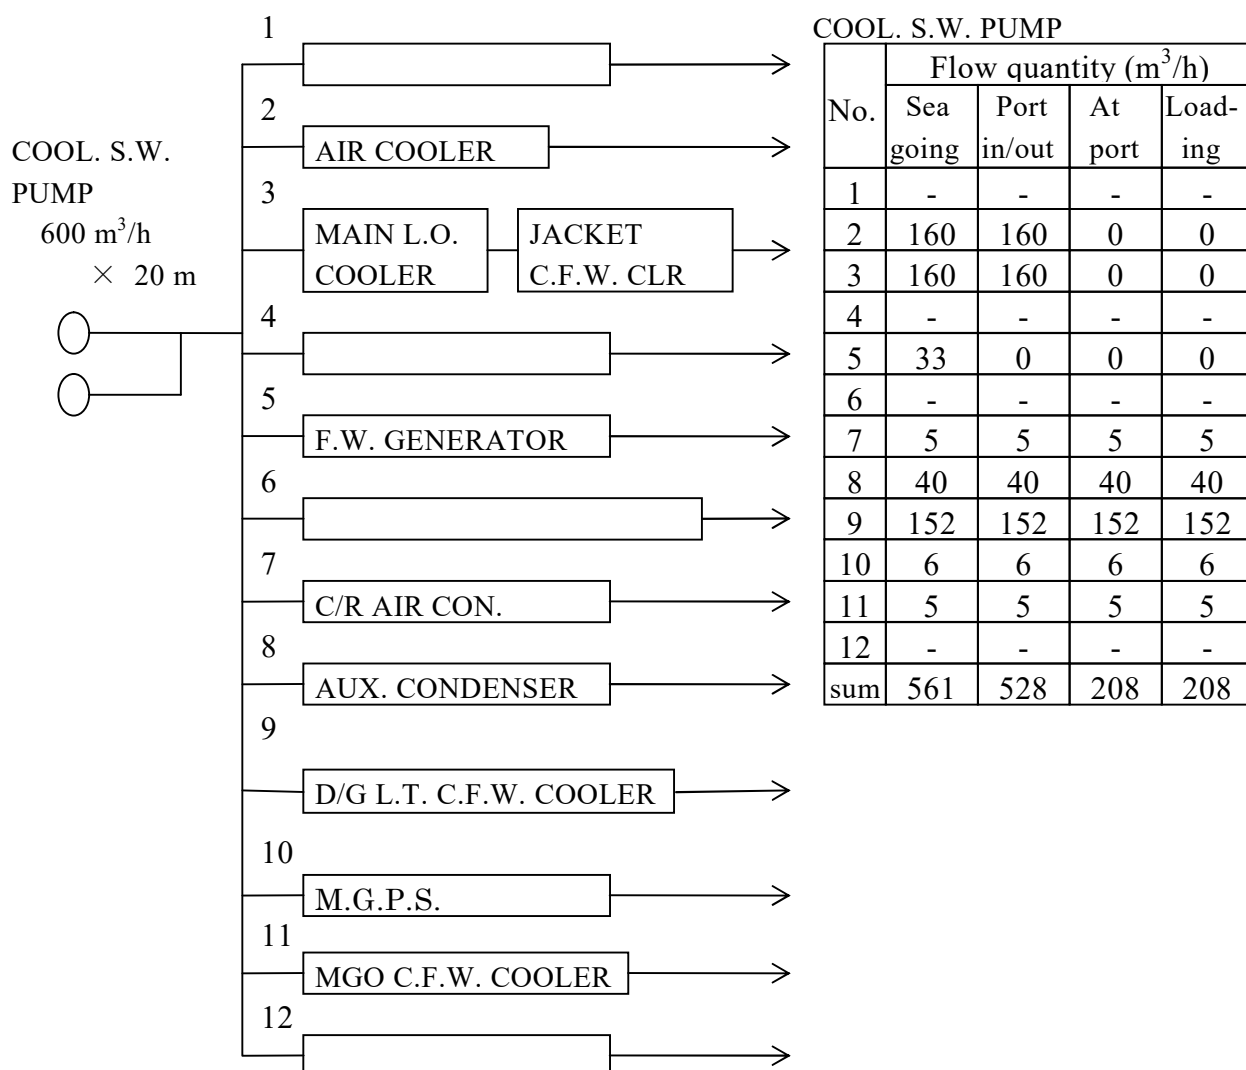 COOL. S.W.
PUMP
600 m³/h
× 20 m
1
2
AIR COOLER
3
MAIN L.O.
COOLER
JACKET
C.F.W. CLR
4
5
F.W. GENERATOR
6
7
C/R AIR CON.
8
AUX. CONDENSER
9
D/G L.T. C.F.W. COOLER
10
M.G.P.S.
11
MGO C.F.W. COOLER
12
COOL. S.W. PUMP
No. Flow quantity (m³/h)
Sea Port At Load-
going in/out port ing
1 - - - -
2 160 160 0 0
3 160 160 0 0
4 - - - -
5 33 0 0 0
6 - - - -
7 5 5 5 5
8 40 40 40 40
9 152 152 152 152
10 6 6 6 6
11 5 5 5 5
12 - - - -
sum 561 528 208 208